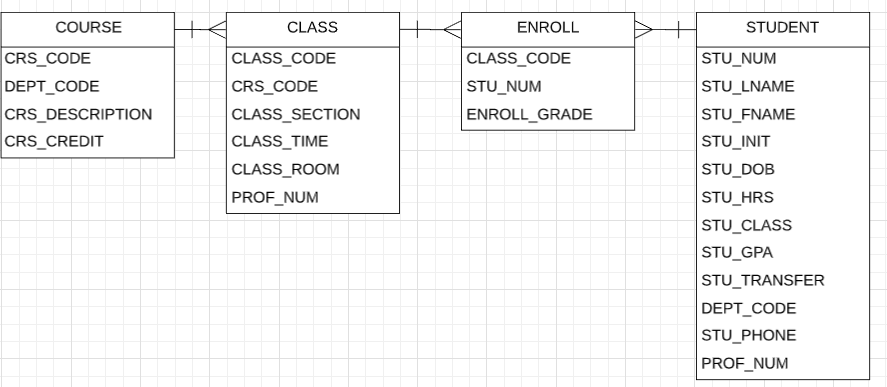 COURSE
CRS_CODE
DEPT_CODE
CRS_DESCRIPTION
CRS_CREDIT
CLASS
CLASS_CODE
CRS_CODE
CLASS_SECTION
CLASS_TIME
CLASS_ROOM
PROF_NUM
ENROLL
CLASS_CODE
STU_NUM
ENROLL_GRADE
STUDENT
STU_NUM
STU_LNAME
STU_FNAME
STU_INIT
STU_DOB
STU_HRS
STU_CLASS
STU_GPA
STU_TRANSFER
DEPT_CODE
STU_PHONE
PROF_NUM